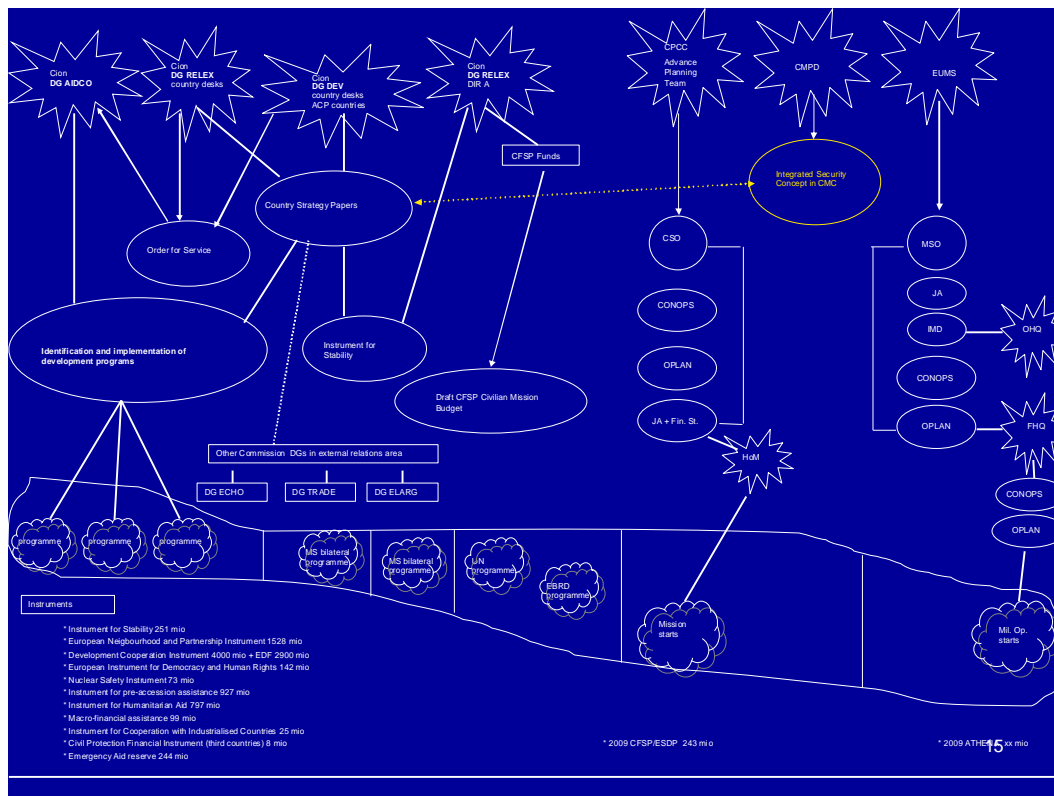 Cion
DG AIDCO
Cion
DG RELEX
country desks
Cion
DG DEV
country desks
ACP countries
Cion
DG RELEX
DIR A
CPCC
Advance
Planning
Team
CMPD
EUMS
CFSP Funds
Integrated Security
Concept in CMC
Country Strategy Papers
Order for Service
CSO
MSO
JA
CONOPS
IMD
OHQ
Identification and implementation of
development programs
Instrument for
Stability
OPLAN
CONOPS
Draft CFSP Civilian Mission
Budget
JA + Fin. St.
OPLAN
FHQ
Other Commission DGs in external relations area
HoM
DG ECHO
DG TRADE
DG ELARG
CONOPS
OPLAN
programme
programme
programme
MS bilateral
programme
MS bilateral
programme
UN
programme
EBRD
programme
Instruments
Mission
starts
Mil. Op.
starts
* Instrument for Stability 251 mio
* European Neigbourhood and Partnership Instrument 1528 mio
* Development Cooperation Instrument 4000 mio + EDF 2900 mio
* European Instrument for Democracy and Human Rights 142 mio
* Nuclear Safety Instrument 73 mio
* Instrument for pre-accession assistance 927 mio
* Instrument for Humanitarian Aid 797 mio
* Macro-financial assistance 99 mio
* Instrument for Cooperation with Industrialised Countries 25 mio
* Civil Protection Financial Instrument (third countries) 8 mio
* Emergency Aid reserve 244 mio
* 2009 CFSP/ESDP 243 mio
* 2009 ATHENA xx mio
15